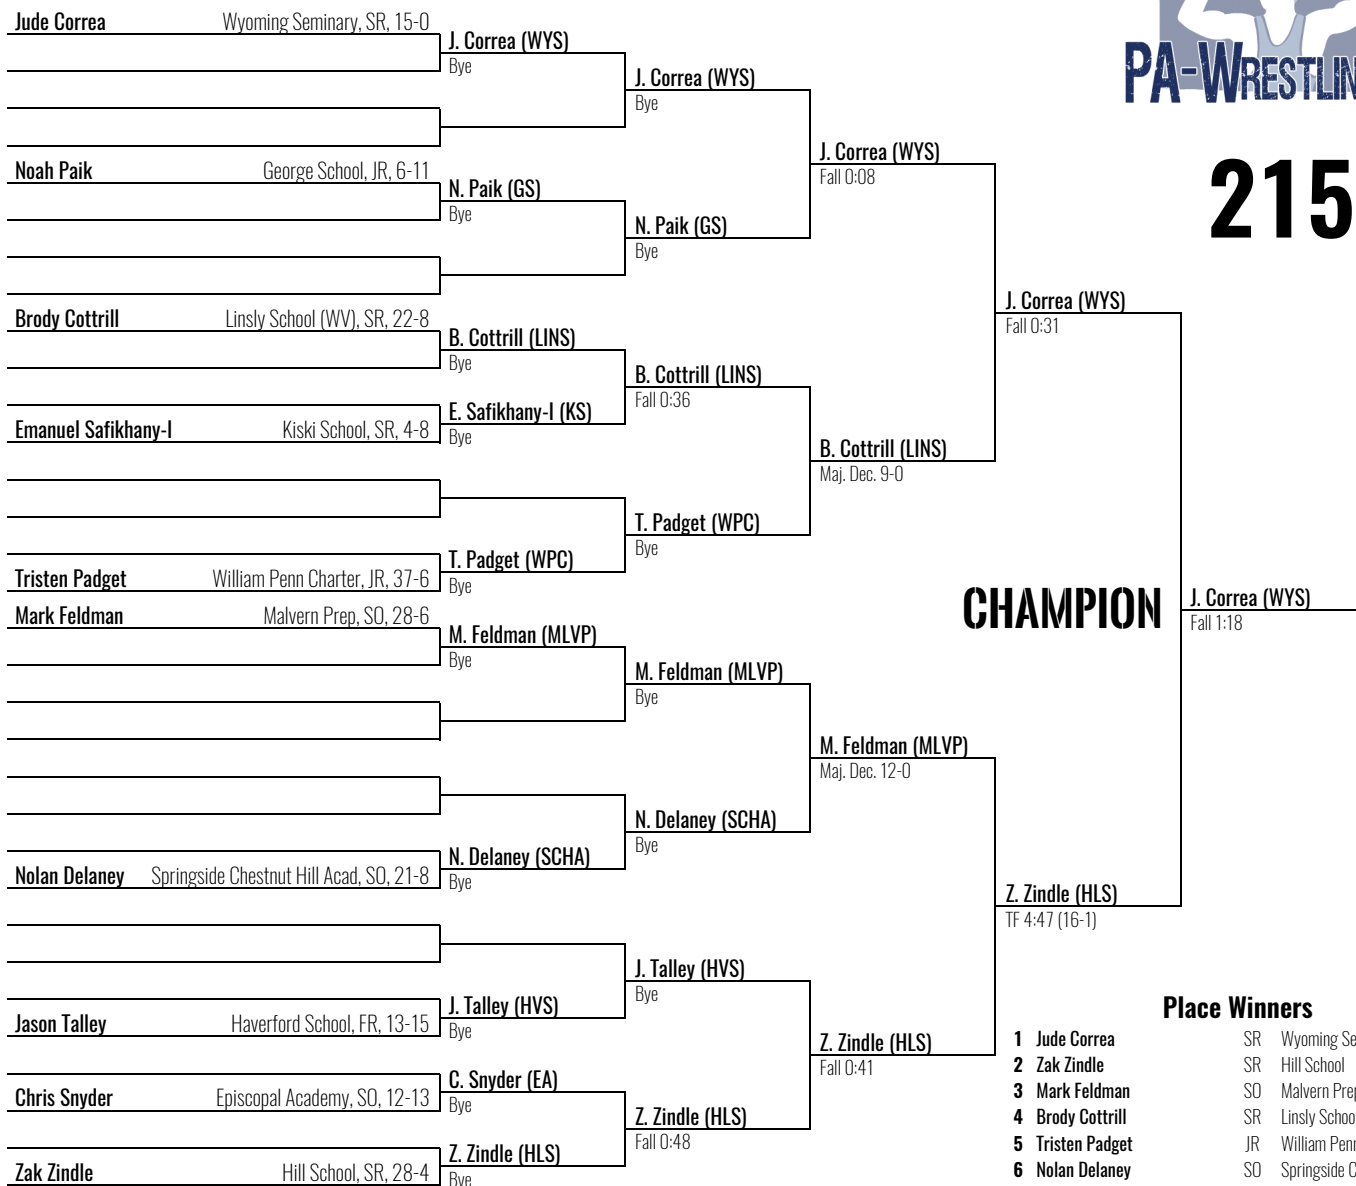 Jude Correa Wyoming Seminary, SR, 15-0
J. Correa (WYS)
Bye
J. Correa (WYS)
Bye
PA-WRESTLIN
J. Correa (WYS)
Fall 0:08
215
Noah Paik George School, JR, 6-11
N. Paik (GS)
Bye
N. Paik (GS)
Bye
J. Correa (WYS)
Fall 0:31
Brody Cottrill Linsly School (WV), SR, 22-8
B. Cottrill (LINS)
Bye
B. Cottrill (LINS)
Fall 0:36
E. Safikhany-I (KS)
Bye
Emanuel Safikhany-I Kiski School, SR, 4-8
B. Cottrill (LINS)
Maj. Dec. 9-0
T. Padget (WPC)
Bye
T. Padget (WPC)
Bye
Tristen Padget William Penn Charter, JR, 37-6
CHAMPION
J. Correa (WYS)
Fall 1:18
Mark Feldman Malvern Prep, SO, 28-6
M. Feldman (MLVP)
Bye
M. Feldman (MLVP)
Bye
M. Feldman (MLVP)
Maj. Dec. 12-0
N. Delaney (SCHA)
Bye
N. Delaney (SCHA)
Bye
Nolan Delaney Springside Chestnut Hill Acad, SO, 21-8
Z. Zindle (HLS)
TF 4:47 (16-1)
J. Talley (HVS)
Bye
J. Talley (HVS)
Bye
Jason Talley Haverford School, FR, 13-15
Z. Zindle (HLS)
Fall 0:41
C. Snyder (EA)
Bye
Chris Snyder Episcopal Academy, SO, 12-13
Z. Zindle (HLS)
Fall 0:48
Z. Zindle (HLS)
Bye
Zak Zindle Hill School, SR, 28-4
Place Winners
1 Jude Correa SR Wyoming Se
2 Zak Zindle SR Hill School
3 Mark Feldman SO Malvern Prep
4 Brody Cottrill SR Linsly School
5 Tristen Padget JR William Penn
6 Nolan Delaney SO Springside C